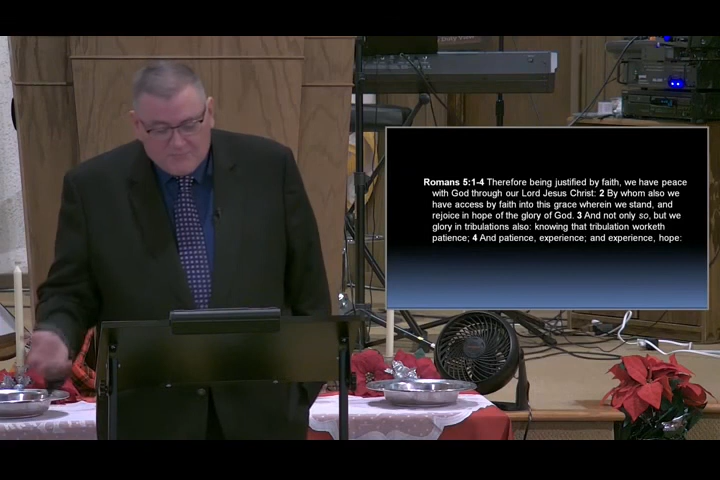 Romans 5:1-4 Therefore being justified by faith, we have peace
with God through our Lord Jesus Christ: 2 By whom also we
have access by faith into this grace wherein we stand, and
rejoice in hope of the glory of God. 3 And not only so, but we
glory in tribulations also: knowing that tribulation worketh
patience; 4 And patience, experience; and experience, hope: